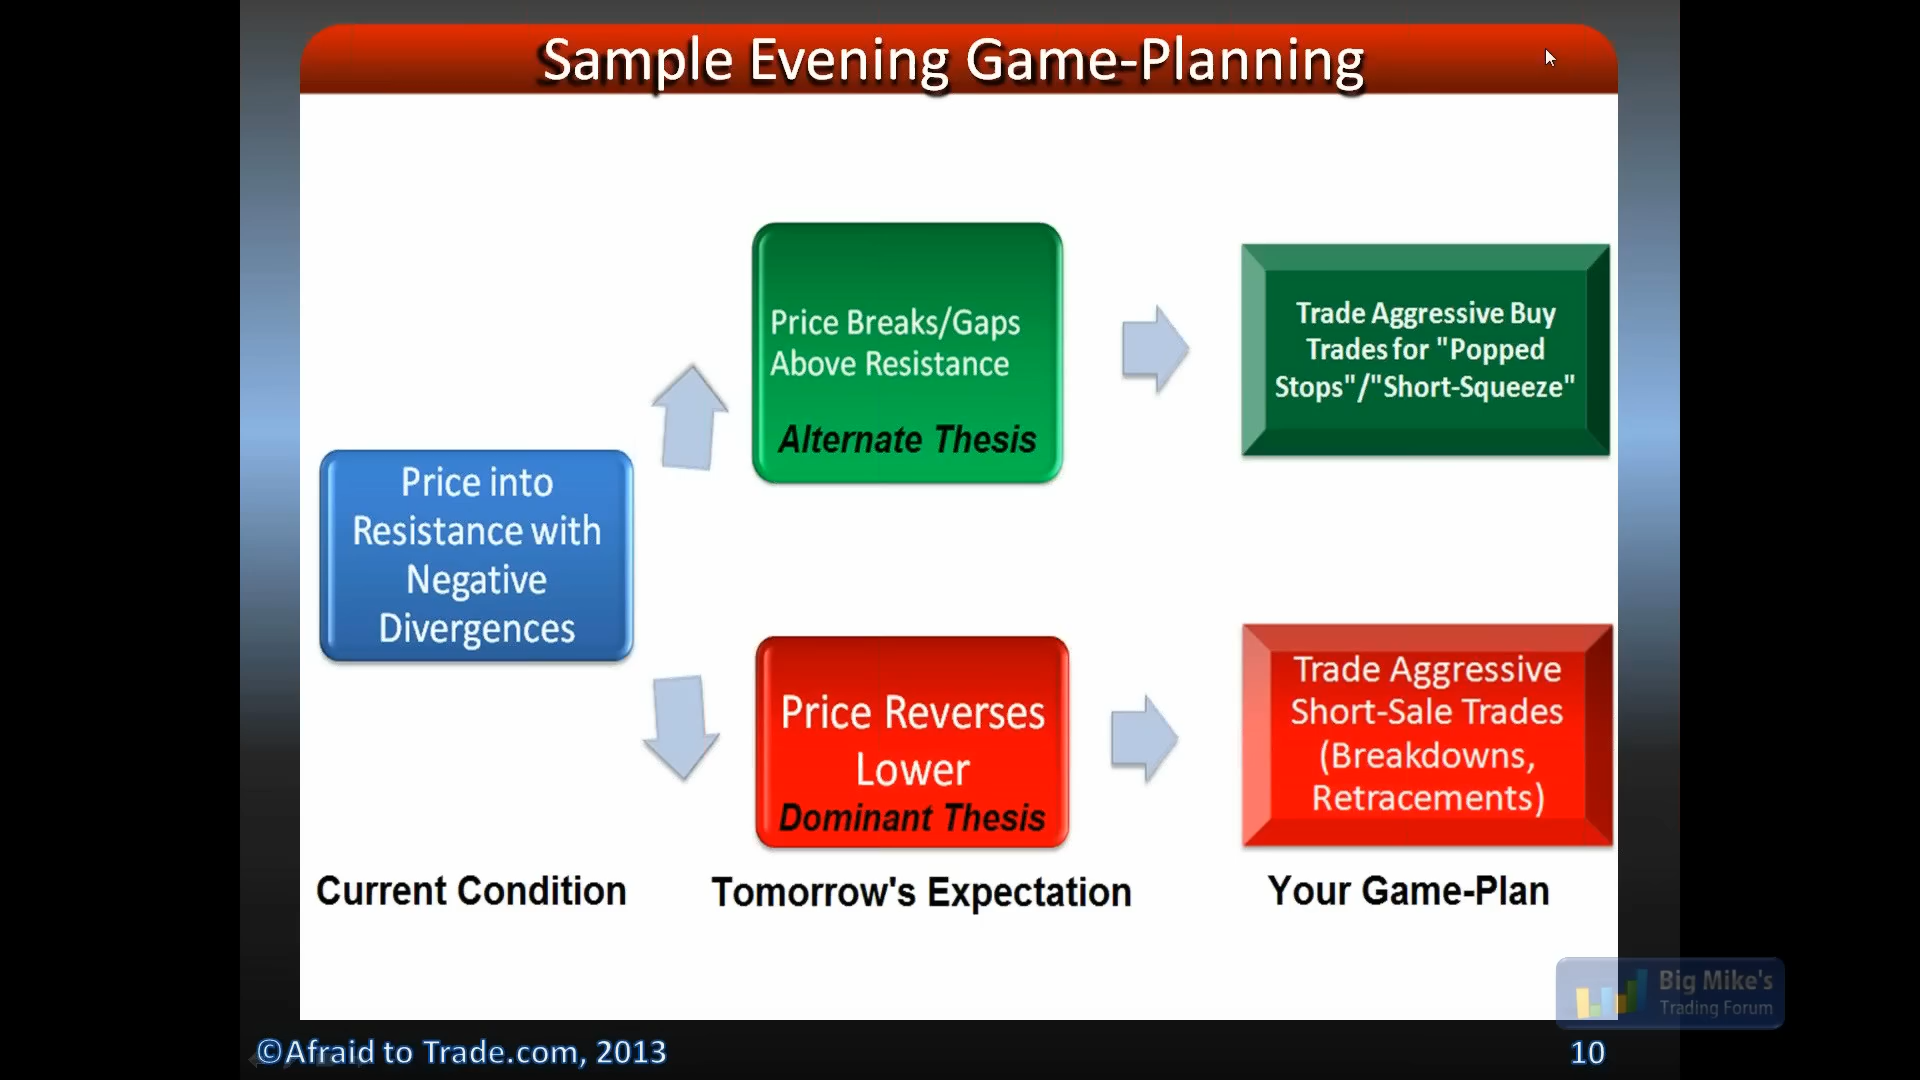 Sample Evening Game-Planning
Price Breaks/Gaps
Above Resistance
Alternate Thesis
Trade Aggressive Buy
Trades for "Popped
Stops"/"Short-Squeeze"
Price into
Resistance with
Negative
Divergences
Price Reverses
Lower
Dominant Thesis
Trade Aggressive
Short-Sale Trades
(Breakdowns,
Retracements)
Current Condition
Tomorrow's Expectation
Your Game-Plan
Big Mike's
Trading Forum
©Afraid to Trade.com, 2013
10